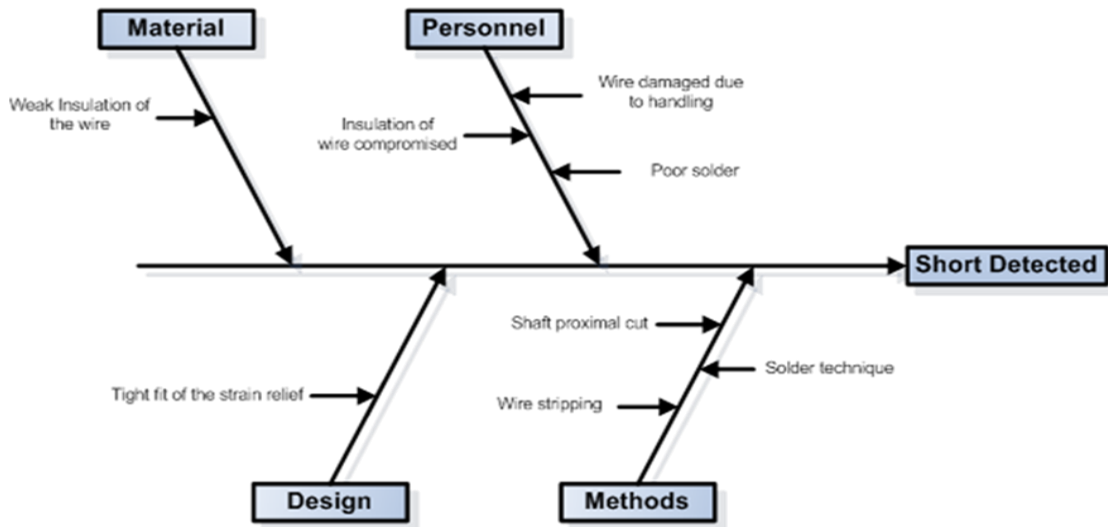 Material
Personnel
Weak Insulation of
the wire
Wire damaged due
to handling
Insulation of
wire compromised
Poor solder
Short Detected
Shaft proximal cut
Solder technique
Tight fit of the strain relief
Wire stripping
Design
Methods